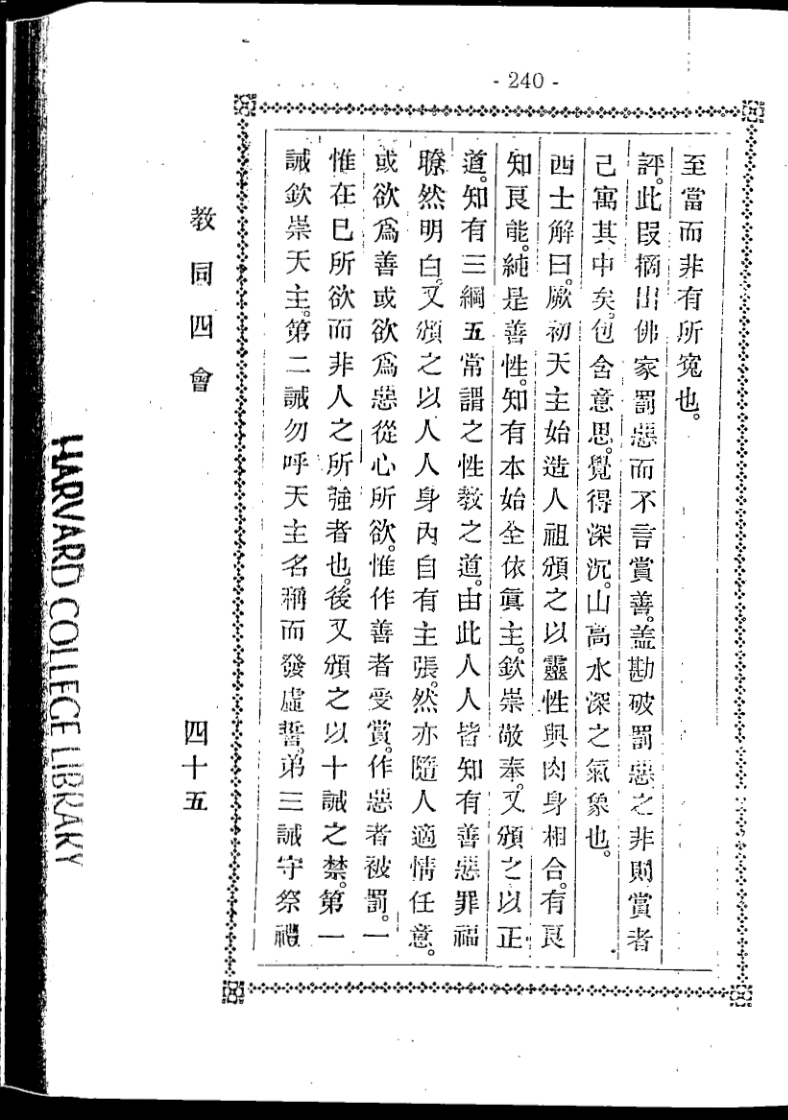 - 240 -
至當而非有所寃也。
評。此段摘出佛家罰惡而不言賞善。盖勘破罰惡之非則賞者
己寓其中矣。包含意思。覺得深沉。山高水深之氣象也。
西士解曰。厥初天主始造人祖頒之以靈性與肉身相合。有良
知良能。純是善性。知有本始全依眞主。欽崇敬奉。又頒之以正
道。知有三綱五常謂之性教之道。由此人人皆知有善惡罪福
瞭然明白。又頒之以人人身內自有主張。然亦隨人適情任意。
或欲爲善或欲爲惡從心所欲。惟作善者受賞。作惡者被罰。一
惟在巳所欲而非人之所強者也。後又頒之以十誡之禁。第一
誡欽崇天主。第二誡勿呼天主名稱而發虛誓。弟三誡守祭禮
教同四會
四十五
HARVARD COLLEGE LIBRARY